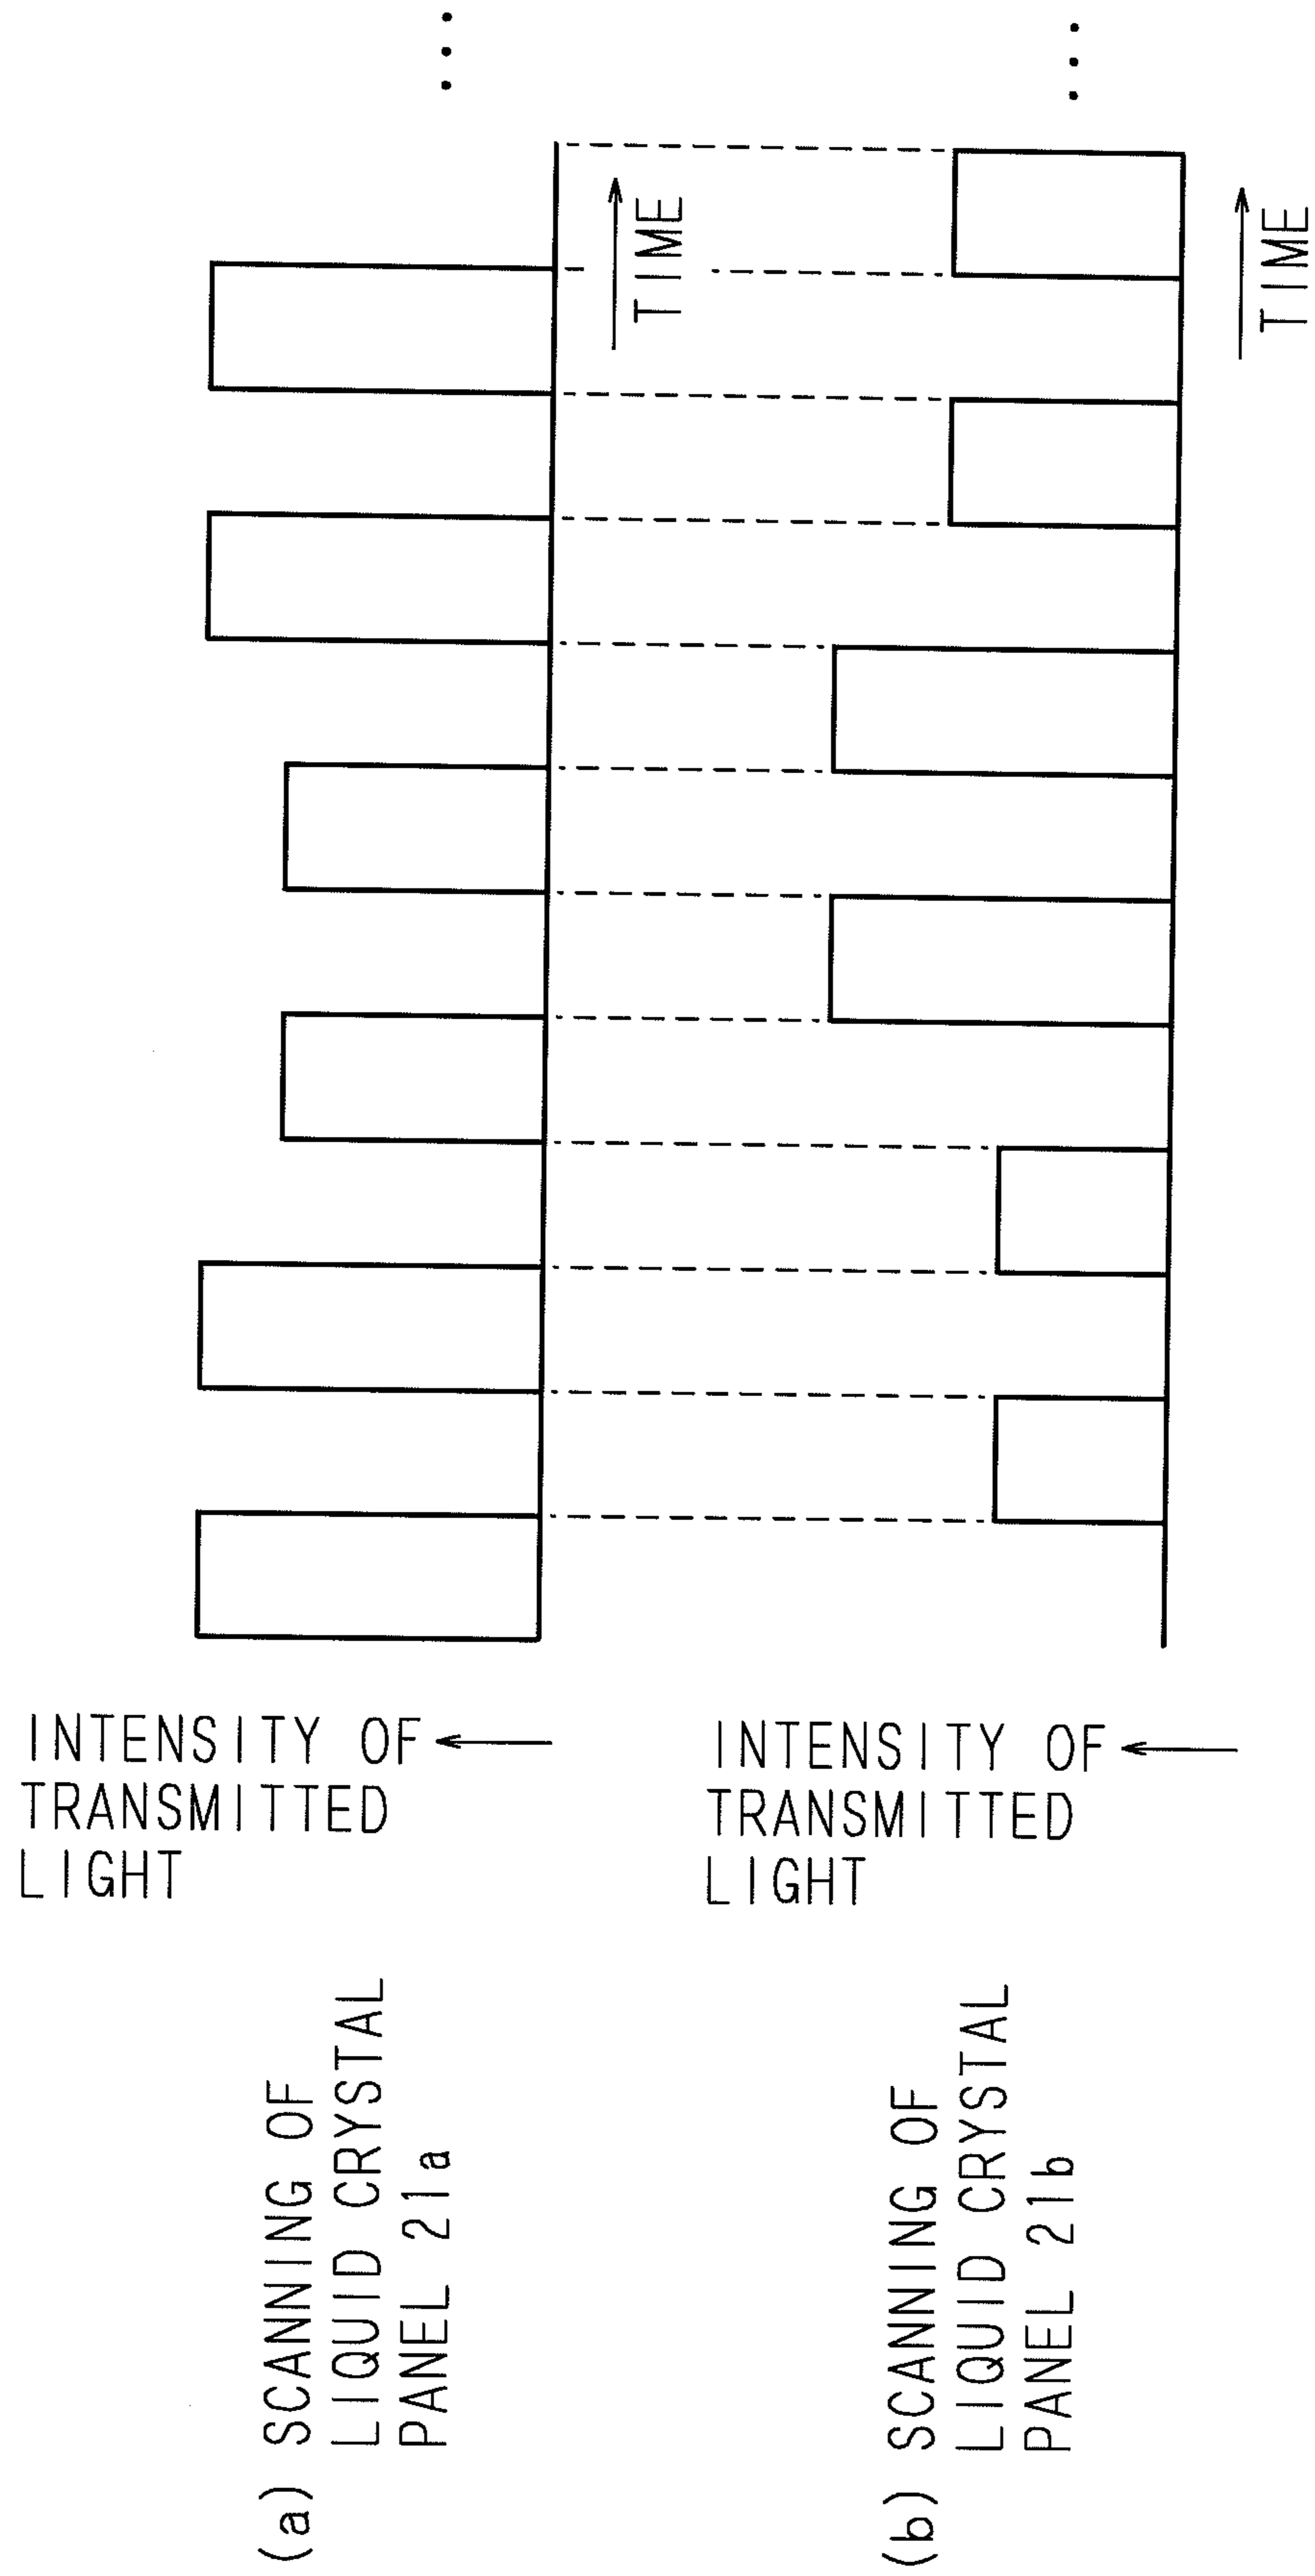 (a) SCANNING OF
LIQUID CRYSTAL
PANEL 21a
INTENSITY OF
TRANSMITTED
LIGHT
TIME
(b) SCANNING OF
LIQUID CRYSTAL
PANEL 21b
INTENSITY OF
TRANSMITTED
LIGHT
TIME